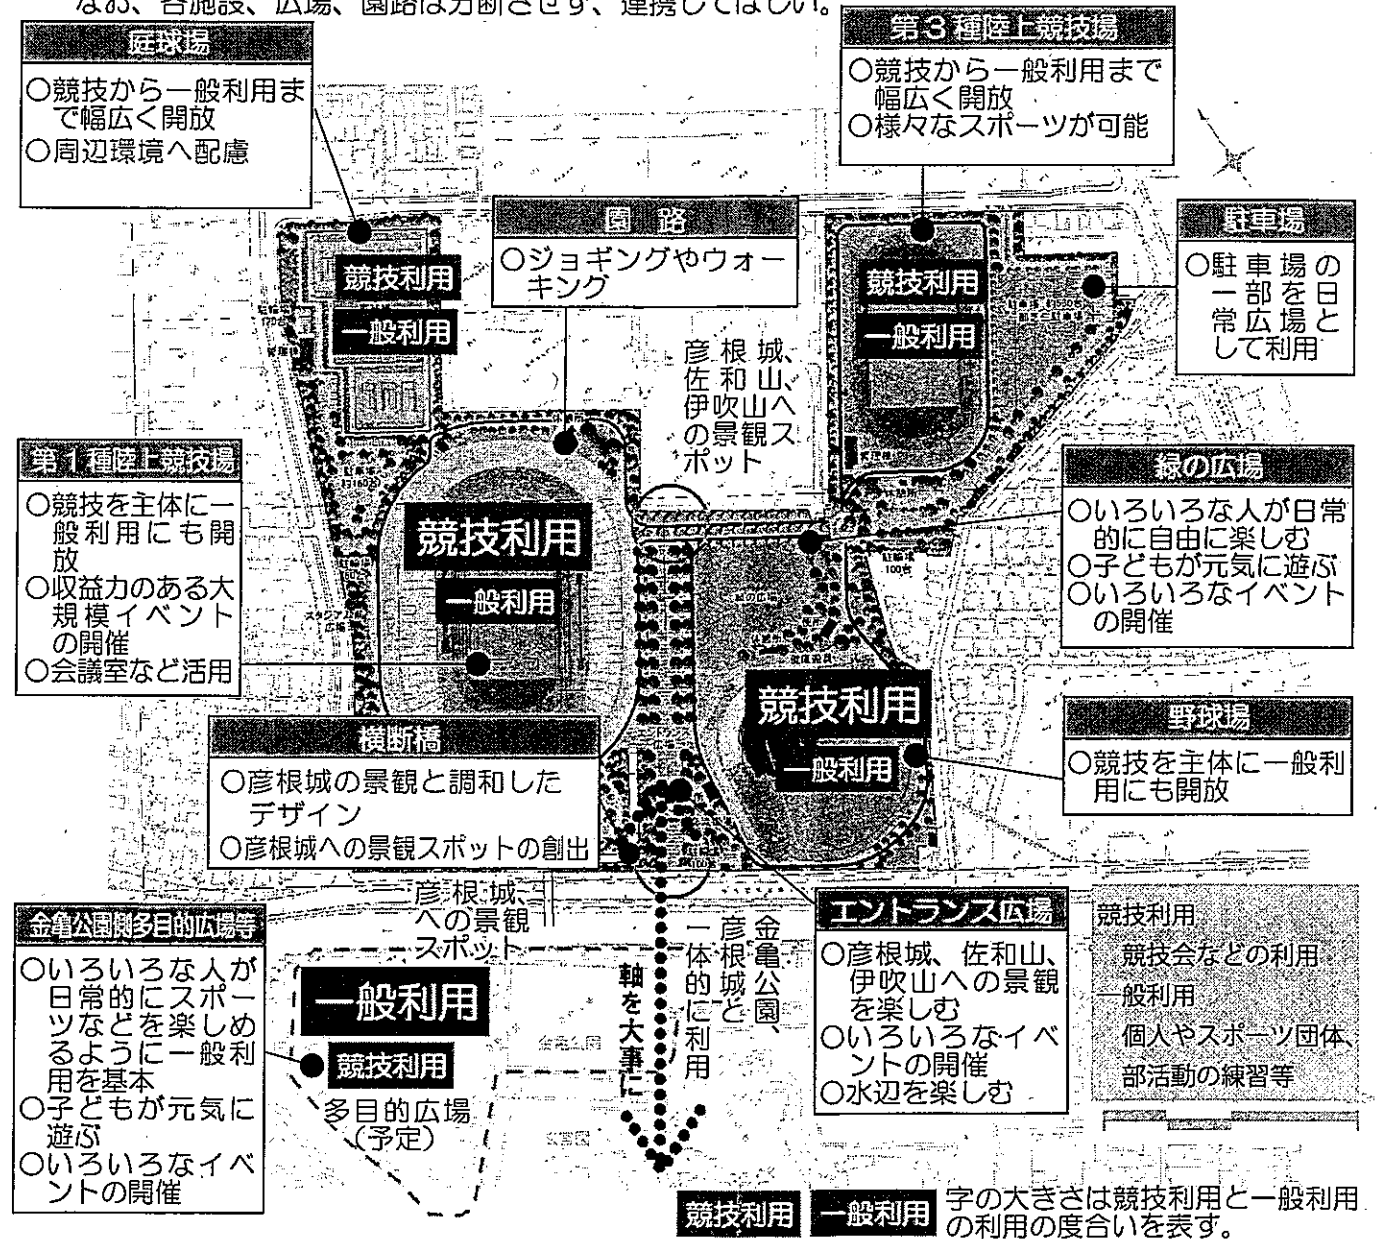 なお、各施設、広場、園路は分断させず、連携してほしい。
庭球場
○競技から一般利用ま
で幅広く開放
○周辺環境へ配慮
第3種陸上競技場
○競技から一般利用まで
幅広く開放
○様々なスポーツが可能
園 路
○ジョギングやウォー
キング
駐車場
○駐車場の
一部を日
常広場と
して利用
競技利用
一般利用
競技利用
一般利用
彦根城、
佐和山、
伊吹山へ
の景観ス
ポット
第1種陸上競技場
○競技を主体に一
般利用にも開
放
○収益力のある大
規模イベント
の開催
○会議室など活用
競技利用
一般利用
緑の広場
○いろいろな人が日常
的に自由に楽しむ
○子どもが元気に遊ぶ
○いろいろなイベント
の開催
駐輪場
100台
緑の広場
スタジアム
広場
競技利用
一般利用
野球場
○競技を主体に一般利
用にも開放
横断橋
○彦根城の景観と調和した
デザイン
○彦根城への景観スポットの創出
彦根城、
への景観
スポット
金亀公園側多目的広場等
○いろいろな人が
日常的にスポー
ツなどを楽しめ
るように一般利
用を基本
○子どもが元気に
遊ぶ
○いろいろなイベ
ントの開催
一般利用
競技利用
多目的広場
(予定)
金亀公園
軸を大事に
金亀公園、
彦根城と
一体的に利用
エントランス広場
○彦根城、佐和山、
伊吹山への景観
を楽しむ
○いろいろなイベ
ントの開催
○水辺を楽しむ
競技利用
競技会などの利用
一般利用
個人やスポーツ団体、
部活動の練習等
競技利用 一般利用 字の大きさは競技利用と一般利用
の利用の度合いを表す。